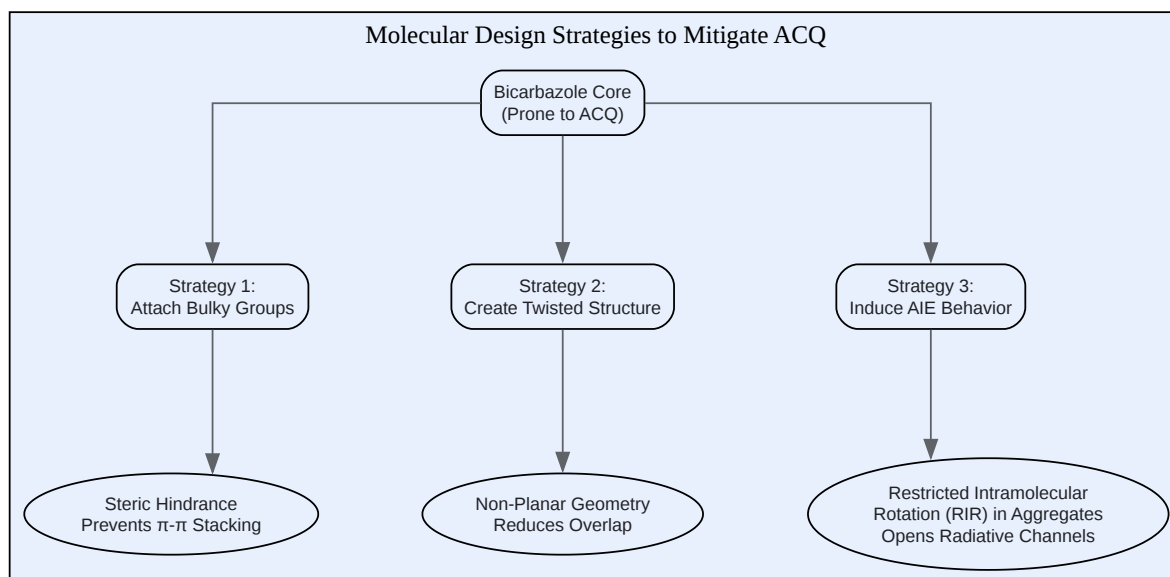 Molecular Design Strategies to Mitigate ACQ
Bicarbazole Core
(Prone to ACQ)
Strategy 1:
Attach Bulky Groups
Strategy 2:
Create Twisted Structure
Strategy 3:
Induce AIE Behavior
Steric Hindrance
Prevents π-π Stacking
Non-Planar Geometry
Reduces Overlap
Restricted Intramolecular
Rotation (RIR) in Aggregates
Opens Radiative Channels